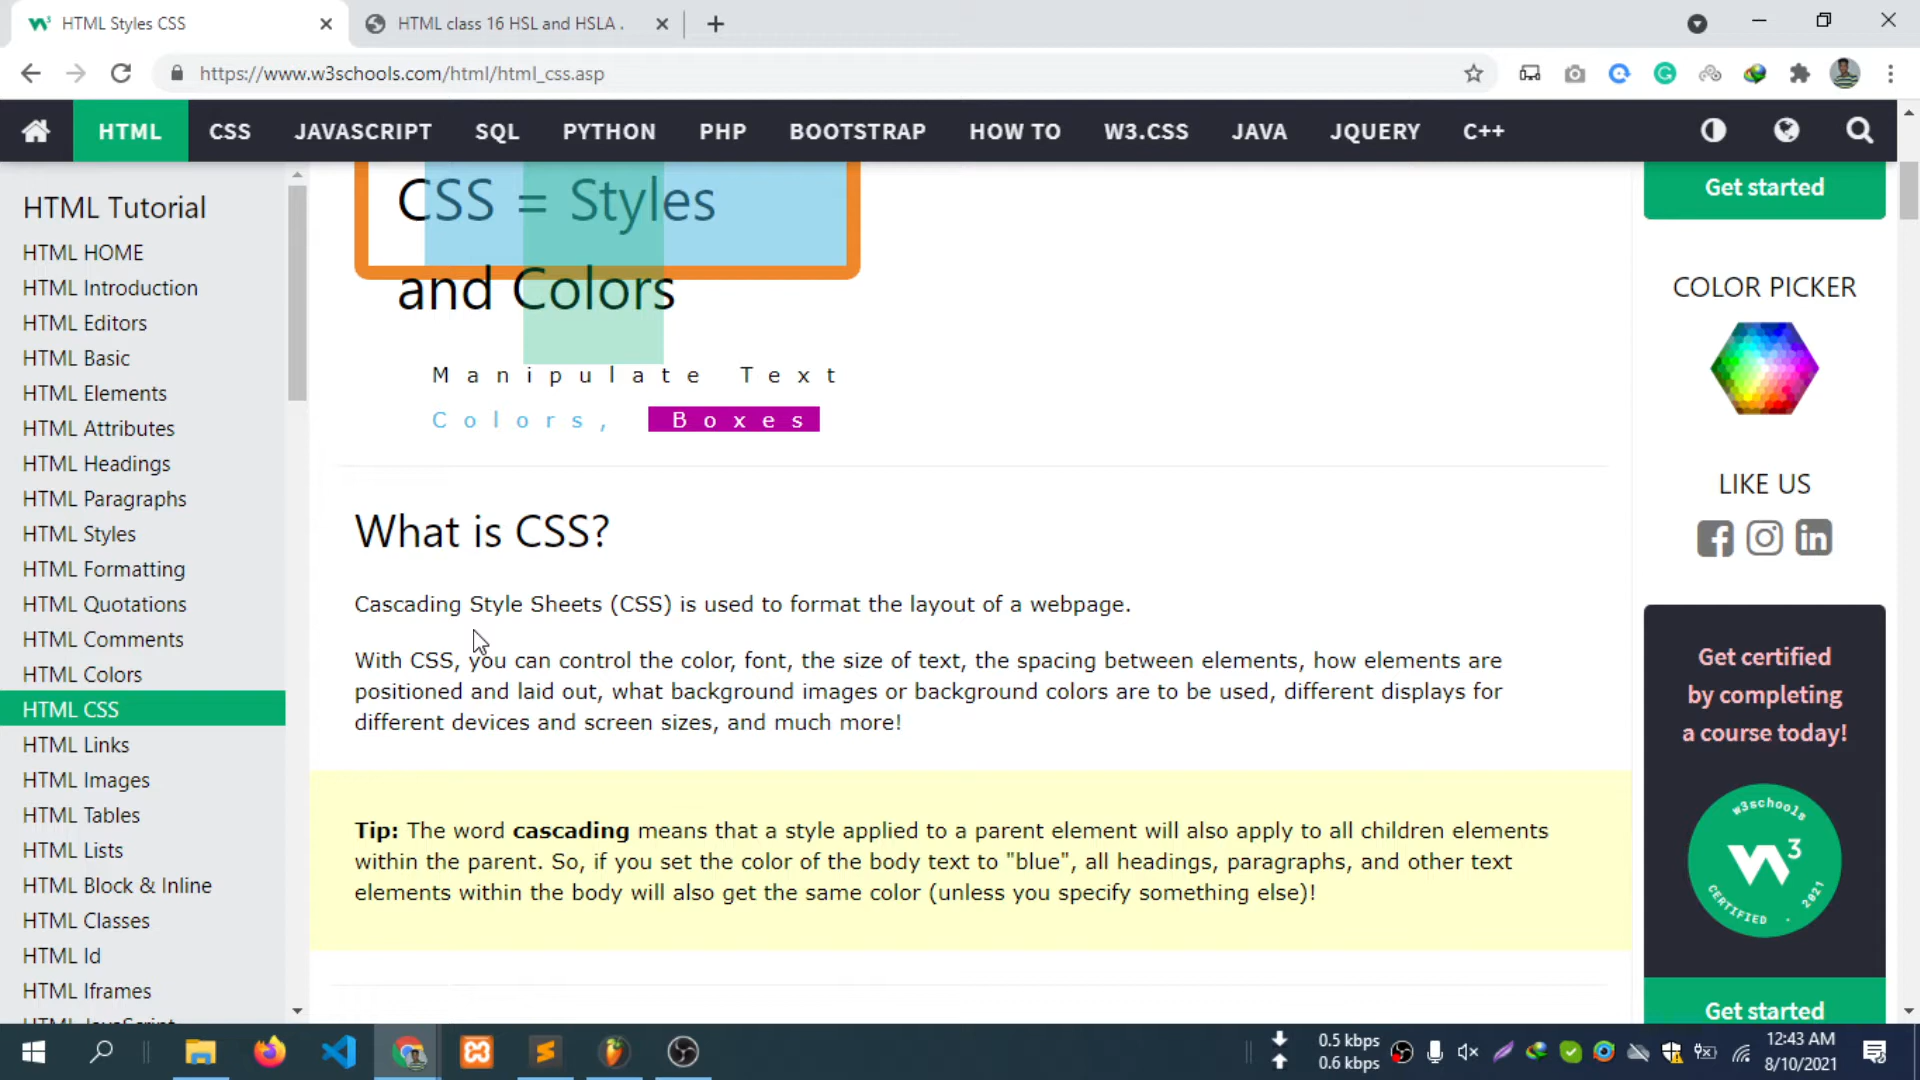 HTML Styles CSS
HTML class 16 HSL and HSLA .
https://www.w3schools.com/html/html_css.asp
HTML CSS JAVASCRIPT SQL PYTHON PHP BOOTSTRAP HOW TO W3.CSS JAVA JQUERY C++
HTML Tutorial
HTML HOME
HTML Introduction
HTML Editors
HTML Basic
HTML Elements
HTML Attributes
HTML Headings
HTML Paragraphs
HTML Styles
HTML Formatting
HTML Quotations
HTML Comments
HTML Colors
HTML CSS
HTML Links
HTML Images
HTML Tables
HTML Lists
HTML Block & Inline
HTML Classes
HTML Id
HTML Iframes
HTML JavaScript
CSS = Styles
and Colors
Manipulate Text
Colors, Boxes
What is CSS?
Cascading Style Sheets (CSS) is used to format the layout of a webpage.
With CSS, you can control the color, font, the size of text, the spacing between elements, how elements are
positioned and laid out, what background images or background colors are to be used, different displays for
different devices and screen sizes, and much more!
Tip: The word cascading means that a style applied to a parent element will also apply to all children elements
within the parent. So, if you set the color of the body text to "blue", all headings, paragraphs, and other text
elements within the body will also get the same color (unless you specify something else)!
Get started
COLOR PICKER
LIKE US
Get certified
by completing
a course today!
w3schools
W3
CERTIFIED . 2021
Get started
0.5 kbps
0.6 kbps
12:43 AM
8/10/2021